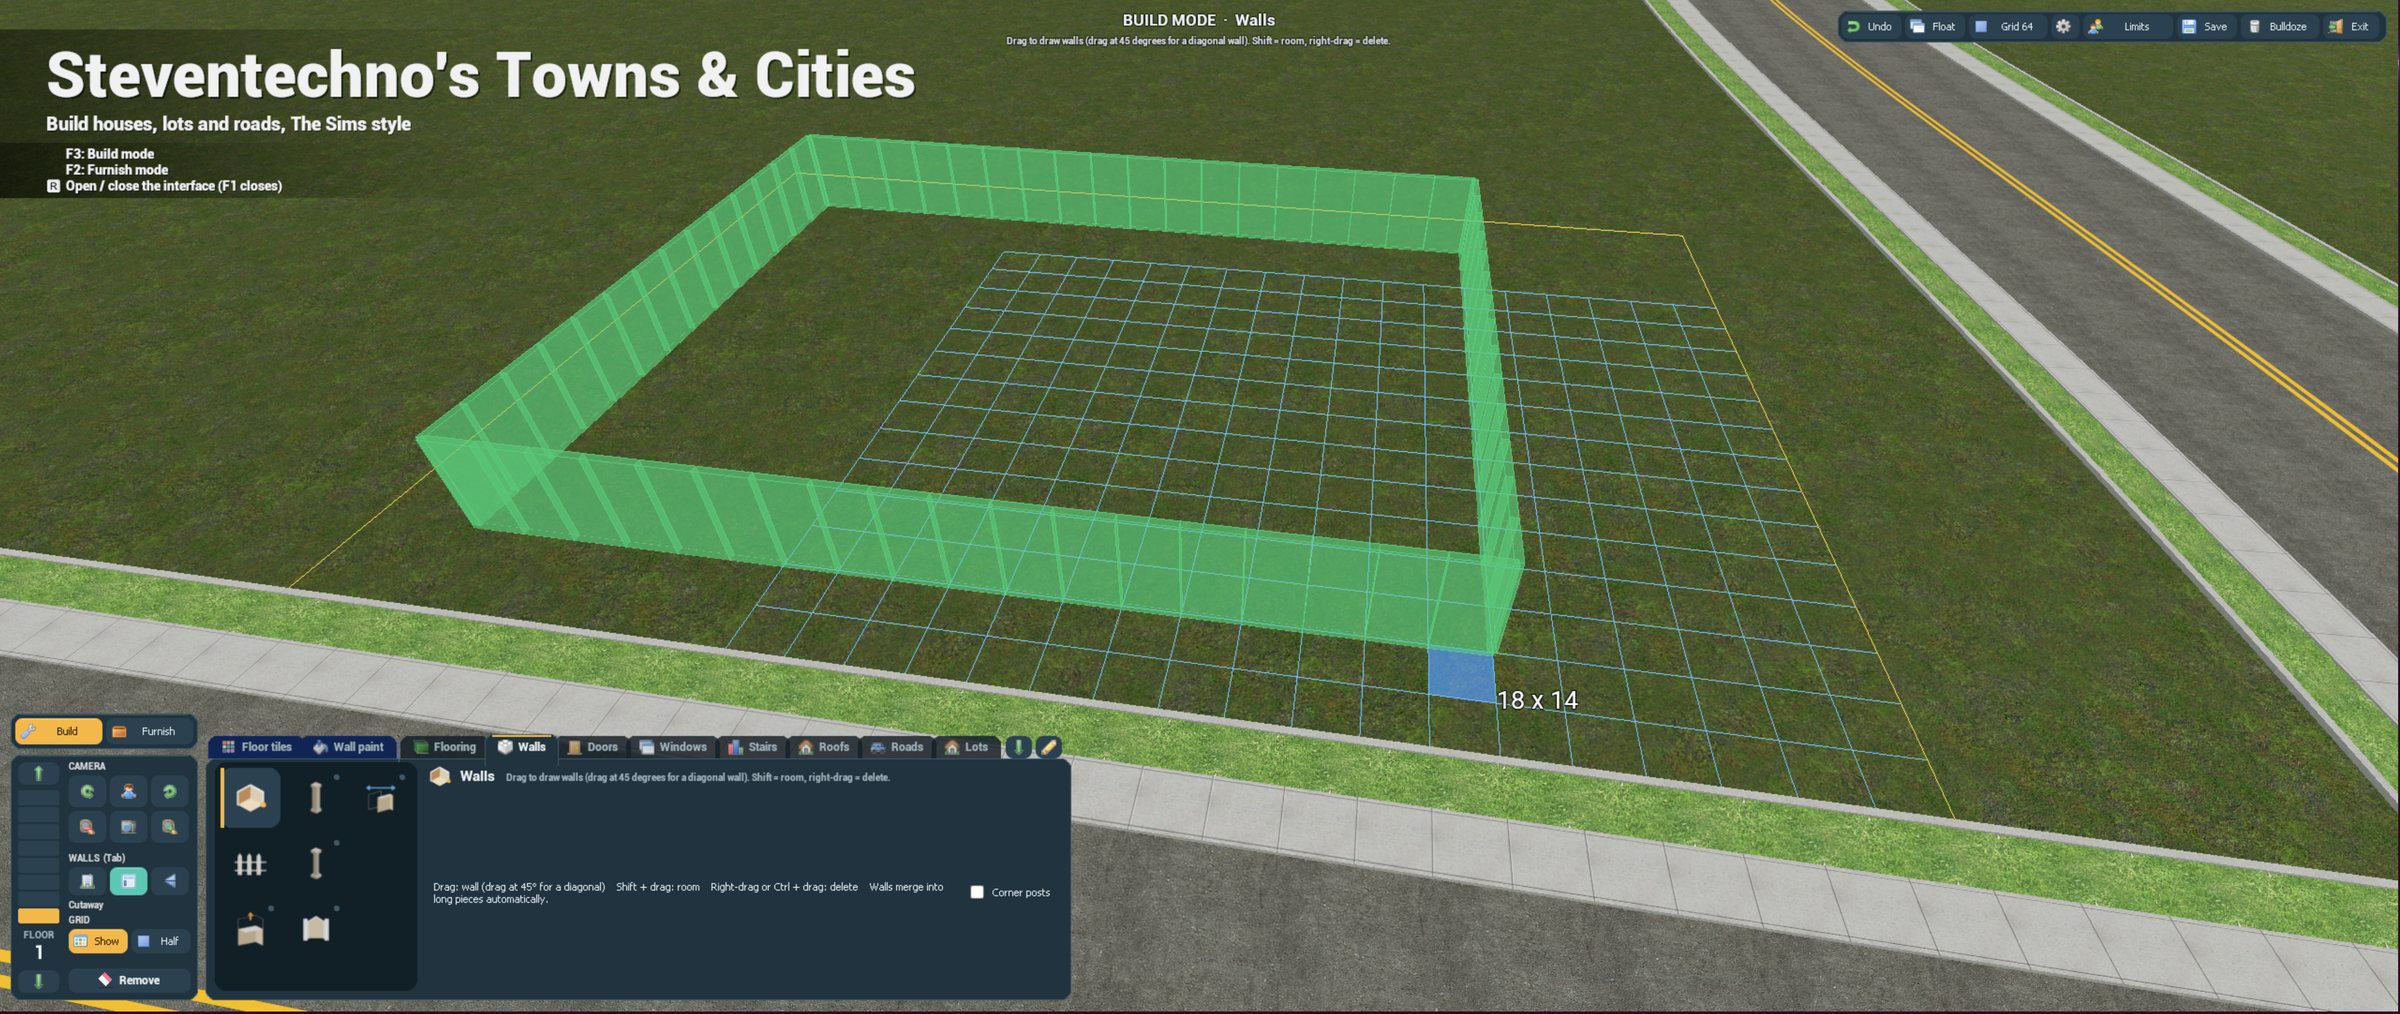 BUILD MODE · Walls
Drag to draw walls (drag at 45 degrees for a diagonal wall). Shift = room, right-drag = delete.
Undo
Float
Grid 64
Limits
Save
Bulldoze
Exit
Steventechno's Towns & Cities
Build houses, lots and roads, The Sims style
F3: Build mode
F2: Furnish mode
R Open / close the interface (F1 closes)
18 x 14
Build
Furnish
CAMERA
WALLS (Tab)
Cutaway
GRID
FLOOR
1
Show
Half
Remove
Floor tiles
Wall paint
Flooring
Walls
Doors
Windows
Stairs
Roofs
Roads
Lots
Walls
Drag to draw walls (drag at 45 degrees for a diagonal wall). Shift = room, right-drag = delete.
Drag: wall (drag at 45° for a diagonal) Shift + drag: room Right-drag or Ctrl + drag: delete Walls merge into
long pieces automatically.
Corner posts